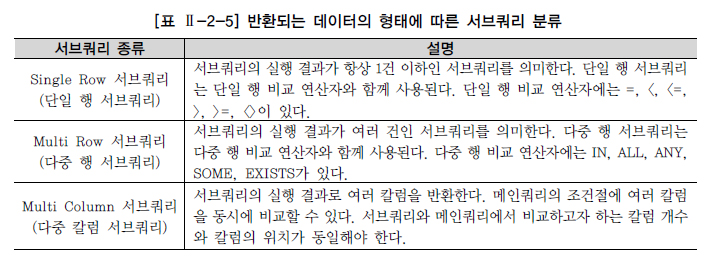 [표 Ⅱ-2-5] 반환되는 데이터의 형태에 따른 서브쿼리 분류
서브쿼리 종류 설명
Single Row 서브쿼리
(단일 행 서브쿼리)
서브쿼리의 실행 결과가 항상 1건 이하인 서브쿼리를 의미한다. 단일 행 서브쿼리
는 단일 행 비교 연산자와 함께 사용된다. 단일 행 비교 연산자에는 =, <, <=,
>, >=, <>이 있다.
Multi Row 서브쿼리
(다중 행 서브쿼리)
서브쿼리의 실행 결과가 여러 건인 서브쿼리를 의미한다. 다중 행 서브쿼리는
다중 행 비교 연산자와 함께 사용된다. 다중 행 비교 연산자에는 IN, ALL, ANY,
SOME, EXISTS가 있다.
Multi Column 서브쿼리
(다중 칼럼 서브쿼리)
서브쿼리의 실행 결과로 여러 칼럼을 반환한다. 메인쿼리의 조건절에 여러 칼럼
을 동시에 비교할 수 있다. 서브쿼리와 메인쿼리에서 비교하고자 하는 칼럼 개수
와 칼럼의 위치가 동일해야 한다.